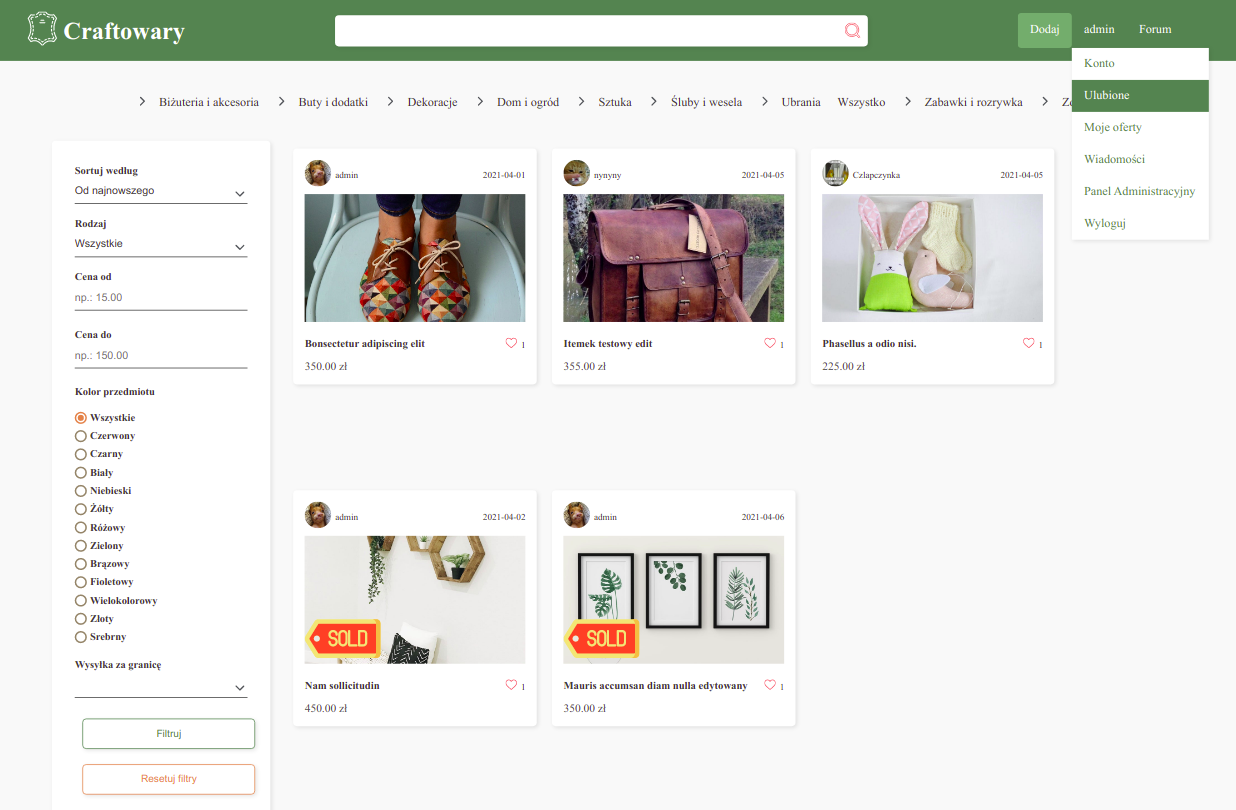 Craftowary
Dodaj admin Forum
Konto
Ulubione
Moje oferty
Wiadomości
Panel Administracyjny
Wyloguj
Biżuteria i akcesoria Buty i dodatki Dekoracje Dom i ogród Sztuka Śluby i wesela Ubrania Wszystko Zabawki i rozrywka
Sortuj według
Od najnowszego
Rodzaj
Wszystkie
Cena od
np.: 15.00
Cena do
np.: 150.00
Kolor przedmiotu
Wszystkie
Czerwony
Czarny
Biały
Niebieski
Żółty
Różowy
Zielony
Brązowy
Fioletowy
Wielokolorowy
Złoty
Srebrny
Wysyłka za granicę
Filtruj
Resetuj filtry
admin 2021-04-01
Bonsectetur adipiscing elit 1
350.00 zł
nynyny 2021-04-05
Itemek testowy edit 1
355.00 zł
Czlapczynka 2021-04-05
Phasellus a odio nisi. 1
225.00 zł
admin 2021-04-02
SOLD
Nam sollicitudin 1
450.00 zł
admin 2021-04-06
SOLD
Mauris accumsan diam nulla edytowany 1
350.00 zł